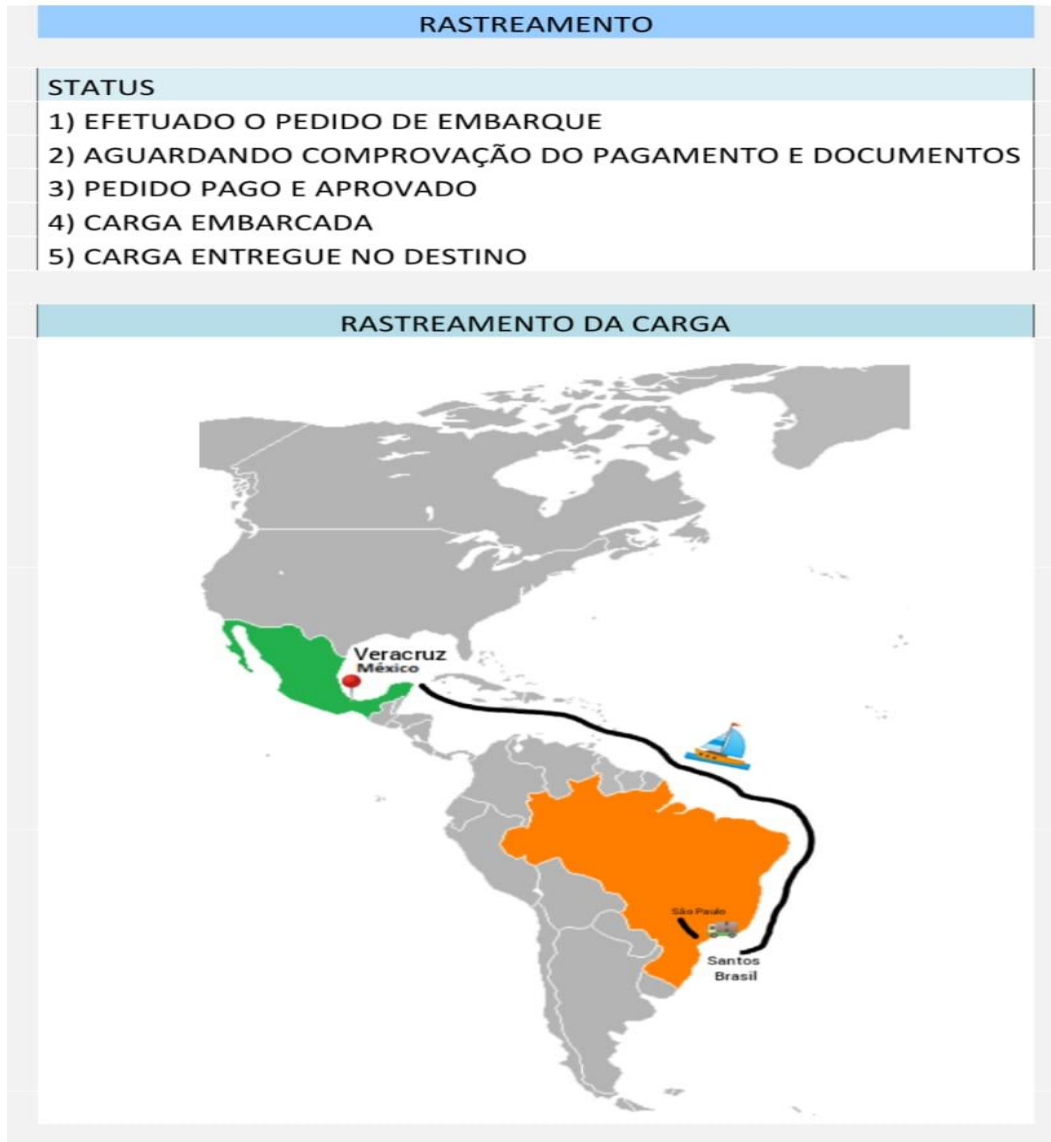 RASTREAMENTO
STATUS
1) EFETUADO O PEDIDO DE EMBARQUE
2) AGUARDANDO COMPROVAÇÃO DO PAGAMENTO E DOCUMENTOS
3) PEDIDO PAGO E APROVADO
4) CARGA EMBARCADA
5) CARGA ENTREGUE NO DESTINO
RASTREAMENTO DA CARGA
Veracruz
México
São Paulo
Santos
Brasil